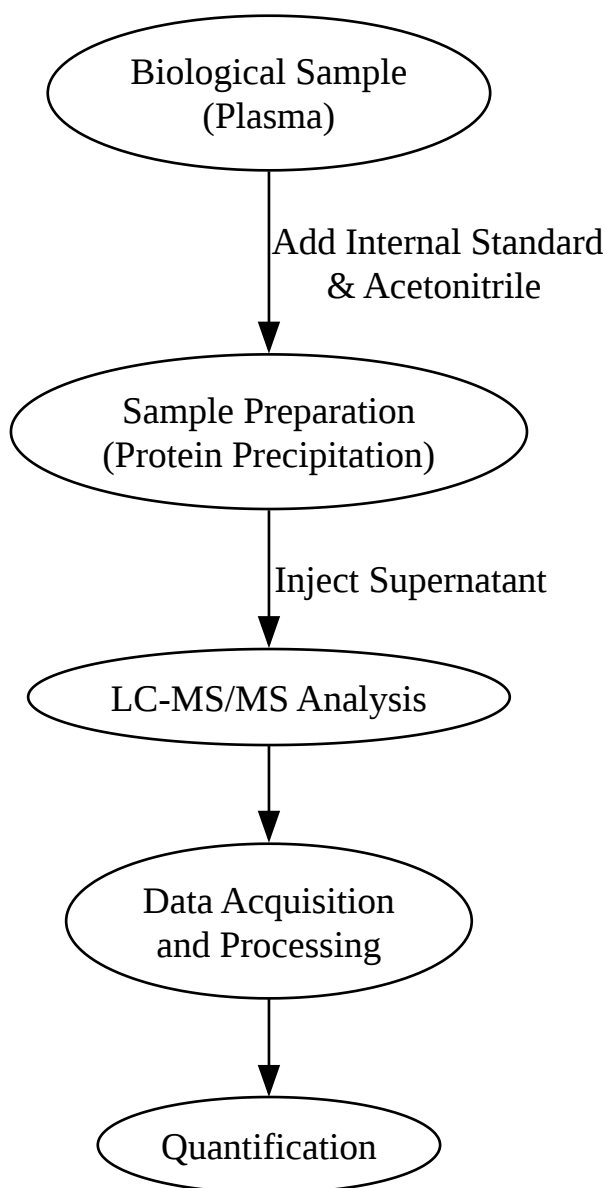 Biological Sample
(Plasma)
Add Internal Standard
& Acetonitrile
Sample Preparation
(Protein Precipitation)
Inject Supernatant
LC-MS/MS Analysis
Data Acquisition
and Processing
Quantification